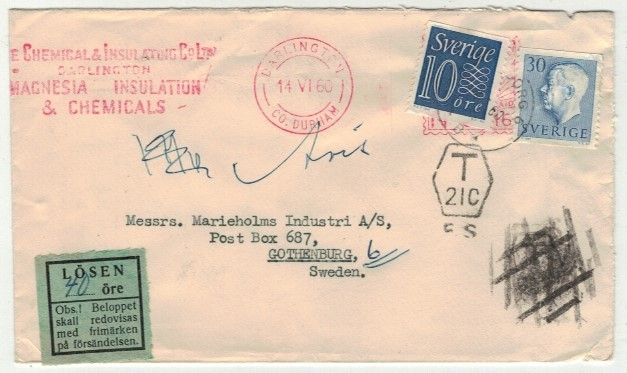 E CHEMICAL & INSULATING CO LTD
DARLINGTON
MAGNESIA INSULATION
& CHEMICALS
DARLINGTON
14 VI 60
CO. DURHAM
Sverige
10
öre
30
SVERIGE
T
21C
Messrs. Marieholms Industri A/S,
Post Box 687,
GOTHENBURG, 6
Sweden.
LÖSEN
40 öre
Obs.! Beloppet
skall redovisas
med frimärken
på försändelsen.